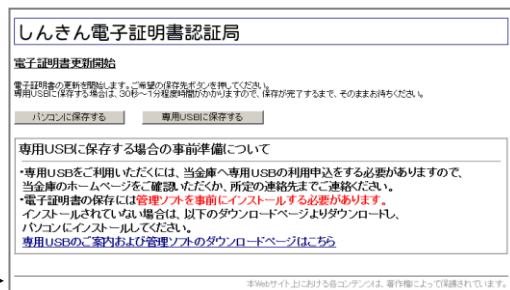 しんきん電子証明書認証局
電子証明書更新開始
電子証明書の更新を開始します。ご希望の保存先ボタンを押してください。
専用USBに保存する場合は、30秒～1分程度時間がかかりますので、保存が完了するまで、そのままお待ちください。
パソコンに保存する 専用USBに保存する
専用USBに保存する場合の事前準備について
・専用USBをご利用いただくには、当金庫へ専用USBの利用申込をする必要がありますので、
当金庫のホームページをご確認いただくか、所定の連絡先までご連絡ください。
・電子証明書の保存には管理ソフトを事前にインストールする必要があります。
インストールされていない場合は、以下のダウンロードページよりダウンロードし、
パソコンにインストールしてください。
専用USBのご案内および管理ソフトのダウンロードページはこちら
本Webサイト上における各コンテンツは、著作権によって保護されています。